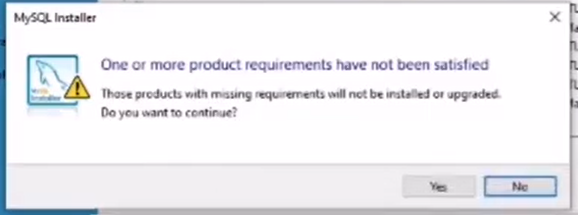 MySQL Installer
One or more product requirements have not been satisfied
Those products with missing requirements will not be installed or upgraded.
Do you want to continue?
Yes
No